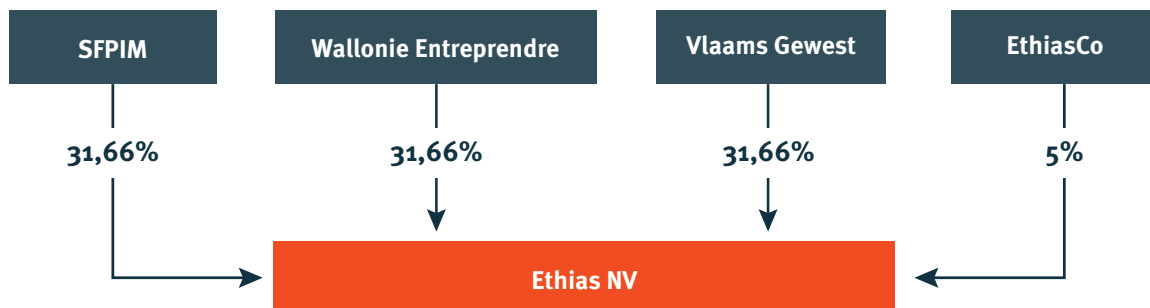 SFPIM
Wallonie Entreprendre
Vlaams Gewest
EthiasCo
31,66%
31,66%
31,66%
5%
Ethias NV